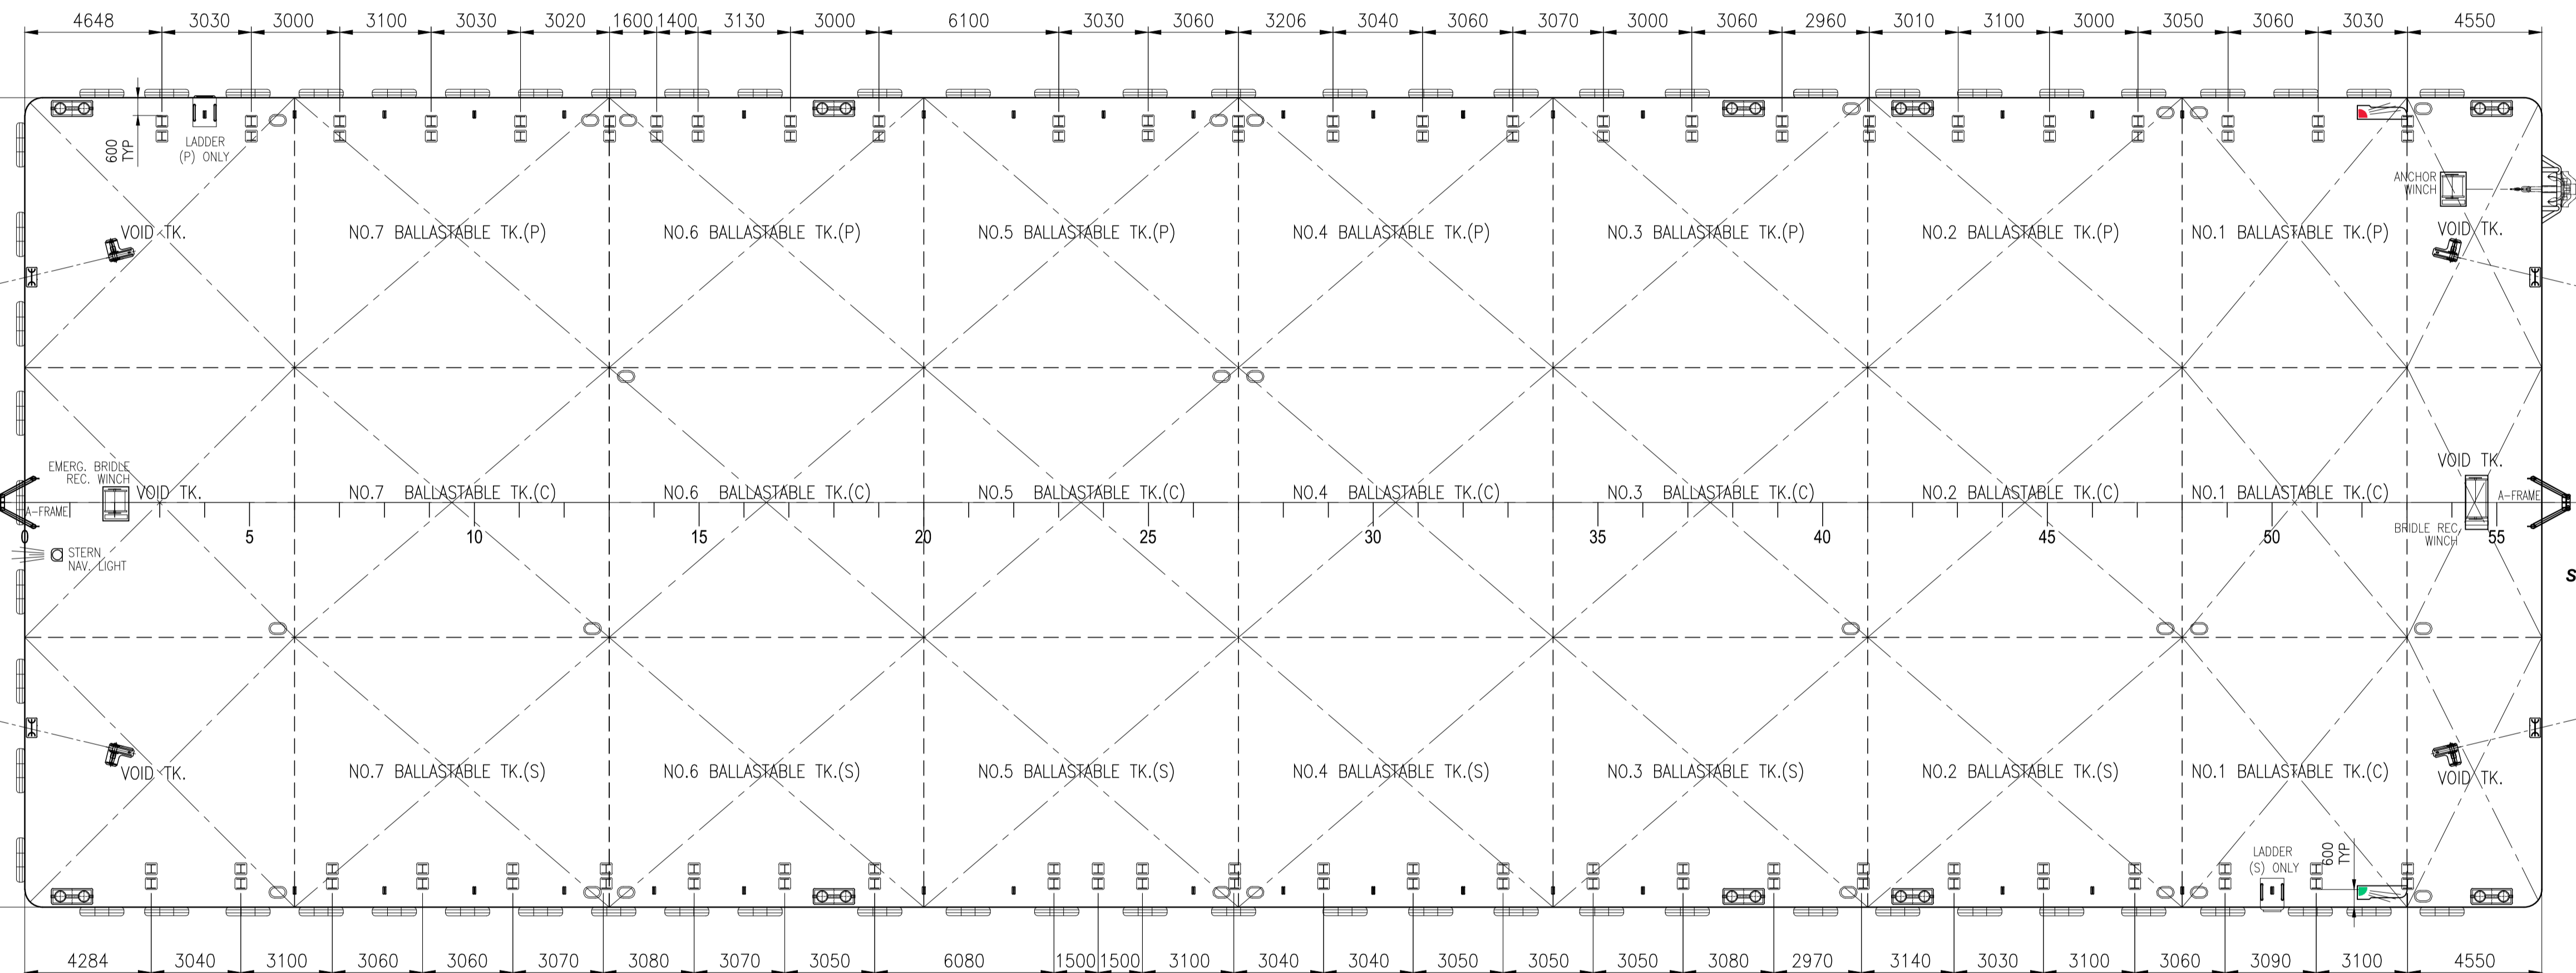 4648 3030 3000 3100 3030 3020 1600 1400 3130 3000 6100 3030 3060 3206 3040 3060 3070 3000 3060 2960 3010 3100 3000 3050 3060 3030 4550
600
TYP
LADDER
(P) ONLY
ANCHOR
WINCH
VOID TK.
NO.7 BALLASTABLE TK.(P)
NO.6 BALLASTABLE TK.(P)
NO.5 BALLASTABLE TK.(P)
NO.4 BALLASTABLE TK.(P)
NO.3 BALLASTABLE TK.(P)
NO.2 BALLASTABLE TK.(P)
NO.1 BALLASTABLE TK.(P)
VOID TK.
EMERG. BRIDLE
REC. WINCH
VOID TK.
NO.7 BALLASTABLE TK.(C)
NO.6 BALLASTABLE TK.(C)
NO.5 BALLASTABLE TK.(C)
NO.4 BALLASTABLE TK.(C)
NO.3 BALLASTABLE TK.(C)
NO.2 BALLASTABLE TK.(C)
NO.1 BALLASTABLE TK.(C)
VOID TK.
A-FRAME
A-FRAME
0 5 10 15 20 25 30 35 40 45 50 55
BRIDLE REC.
WINCH
STERN
NAV. LIGHT
S
VOID TK.
NO.7 BALLASTABLE TK.(S)
NO.6 BALLASTABLE TK.(S)
NO.5 BALLASTABLE TK.(S)
NO.4 BALLASTABLE TK.(S)
NO.3 BALLASTABLE TK.(S)
NO.2 BALLASTABLE TK.(S)
NO.1 BALLASTABLE TK.(C)
VOID TK.
LADDER
(S) ONLY
600
TYP
4284 3040 3100 3060 3060 3070 3080 3070 3050 6080 1500 1500 3100 3040 3040 3050 3050 3050 3080 2970 3140 3030 3100 3060 3090 3100 4550